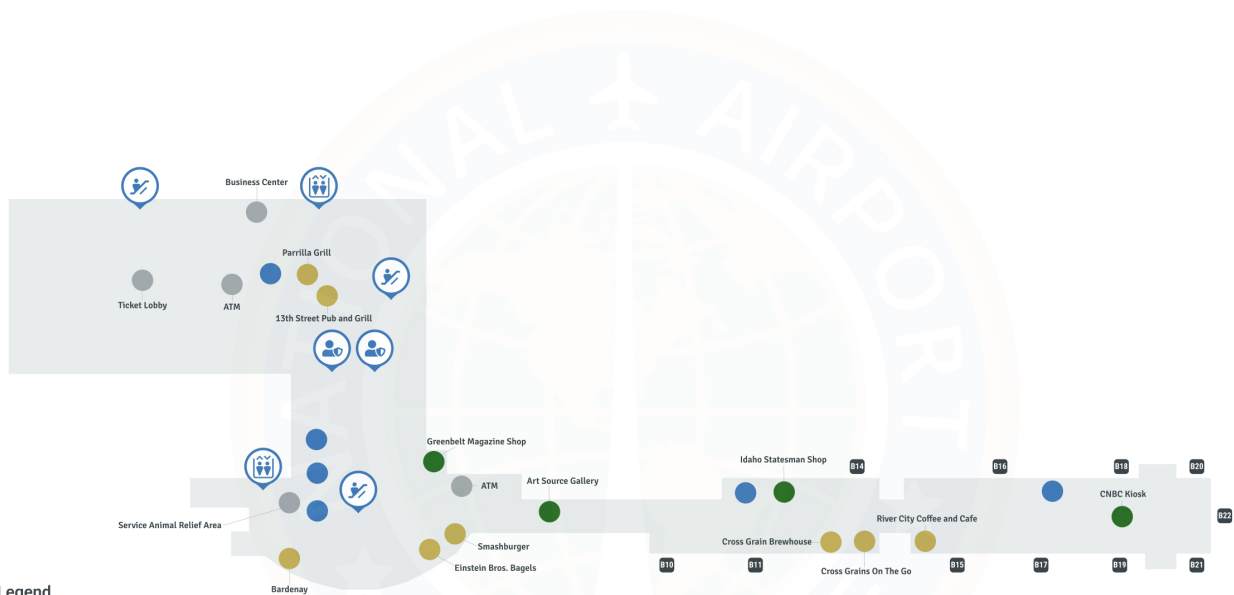 NATIONAL AIRPORT
Business Center
Parrilla Grill
Ticket Lobby
ATM
13th Street Pub and Grill
Greenbelt Magazine Shop
Idaho Statesman Shop
B14
B16
B18
B20
ATM
Art Source Gallery
CNBC Kiosk
Service Animal Relief Area
River City Coffee and Cafe
B22
Smashburger
Cross Grain Brewhouse
Einstein Bros. Bagels
B10
B11
Cross Grains On The Go
B15
B17
B19
B21
Bardenay
Legend